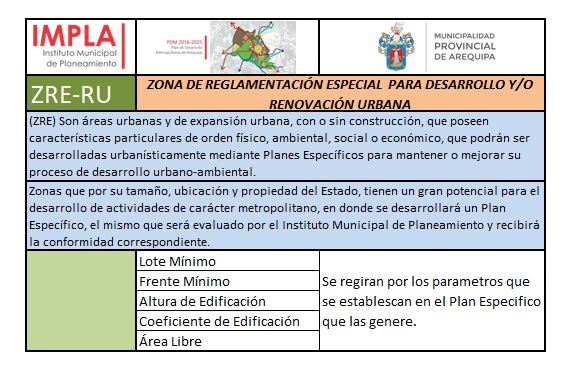 IMPLA
Instituto Municipal
de Planeamiento
PDM 2016-2025
Plan de Desarrollo
Metropolitano de Arequipa
MUNICIPALIDAD
PROVINCIAL
DE AREQUIPA
ZRE-RU
ZONA DE REGLAMENTACIÓN ESPECIAL PARA DESARROLLO Y/O
RENOVACIÓN URBANA
(ZRE) Son áreas urbanas y de expansión urbana, con o sin construcción, que poseen
características particulares de orden físico, ambiental, social o económico, que podrán ser
desarrolladas urbanísticamente mediante Planes Específicos para mantener o mejorar su
proceso de desarrollo urbano-ambiental.
Zonas que por su tamaño, ubicación y propiedad del Estado, tienen un gran potencial para el
desarrollo de actividades de carácter metropolitano, en donde se desarrollará un Plan
Específico, el mismo que será evaluado por el Instituto Municipal de Planeamiento y recibirá
la conformidad correspondiente.
Lote Mínimo
Frente Mínimo
Altura de Edificación
Coeficiente de Edificación
Área Libre
Se regiran por los parametros que
se establescan en el Plan Especifico
que las genere.